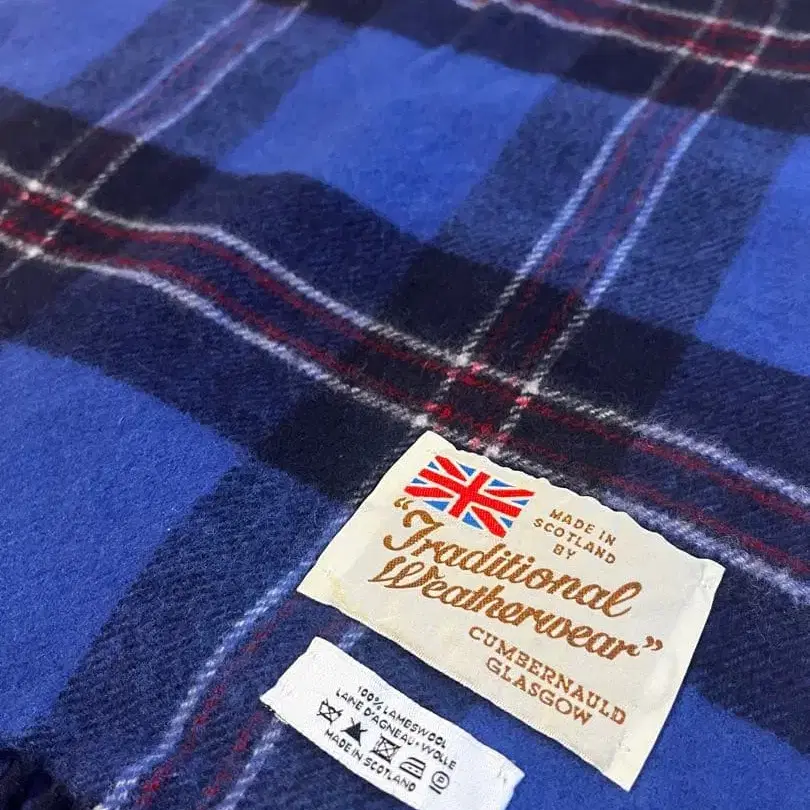 MADE IN
SCOTLAND
BY
"Traditional
Weatherwear"
CUMBERNAULD
GLASGOW
100% LAMBSWOOL
LAINE D'AGNEAU•WOLLE
P
MADE IN SCOTLAND